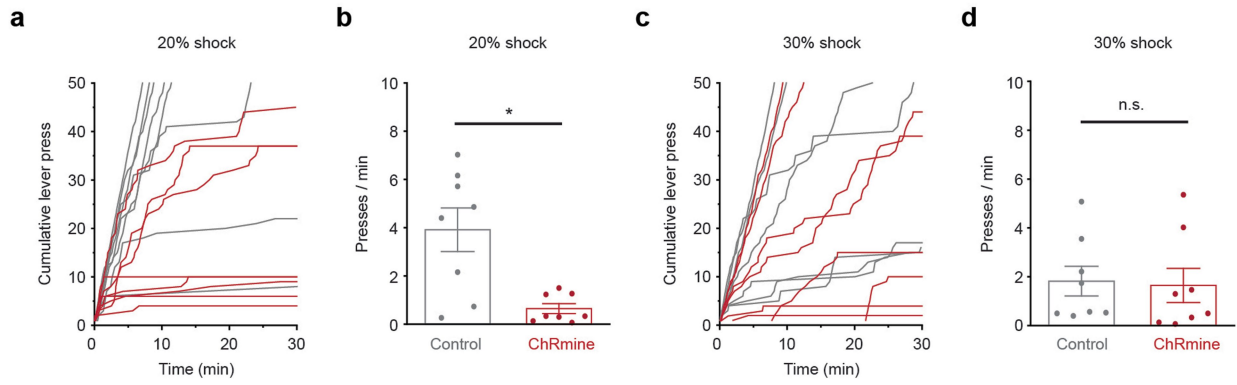 a
20% shock
Cumulative lever press
50
40
30
20
10
0
0
10
20
30
Time (min)
b
20% shock
Presses / min
10
8
6
4
2
0
*
Control
ChRmine
c
30% shock
Cumulative lever press
50
40
30
20
10
0
0
10
20
30
Time (min)
d
30% shock
Presses / min
10
8
6
4
2
0
n.s.
Control
ChRmine